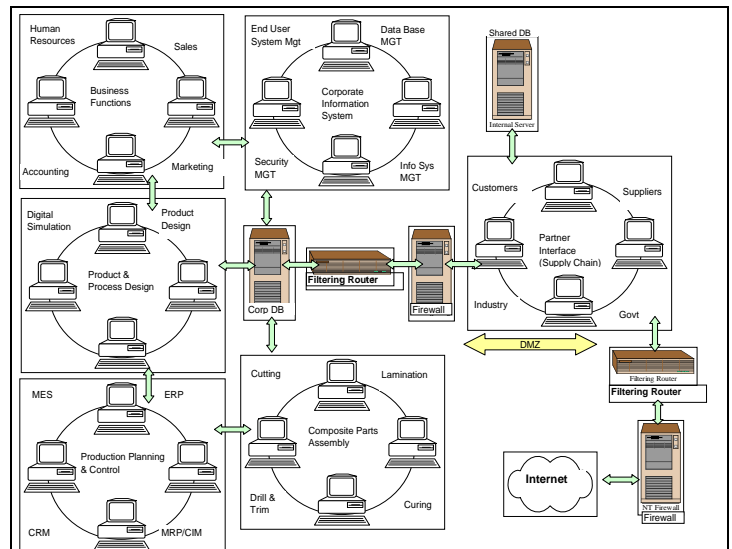 Human
Resources
Sales
Business
Functions
Accounting
Marketing
End User
System Mgt
Data Base
MGT
Corporate
Information
System
Security
MGT
Info Sys
MGT
Shared DB
Internal Server
Customers
Suppliers
Partner
Interface
(Supply Chain)
Industry
Govt
Digital
Simulation
Product
Design
Product &
Process Design
Corp DB
Filtering Router
Firewall
DMZ
Filtering Router
Filtering Router
MES
ERP
Production Planning
& Control
CRM
MRP/CIM
Cutting
Lamination
Composite Parts
Assembly
Drill &
Trim
Curing
Internet
NT Firewall
Firewall